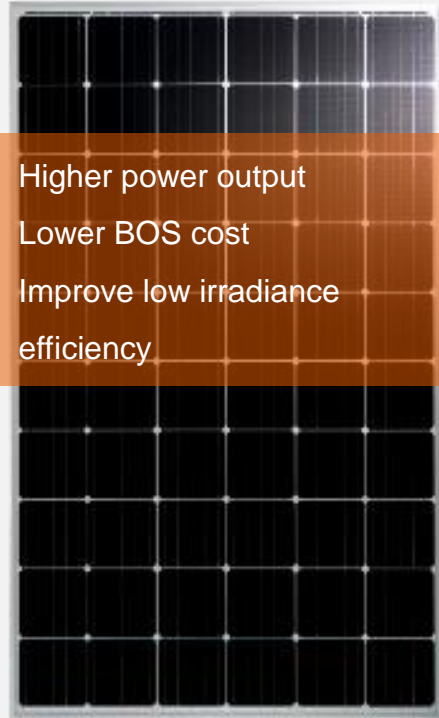 Higher power output
Lower BOS cost
Improve low irradiance
efficiency